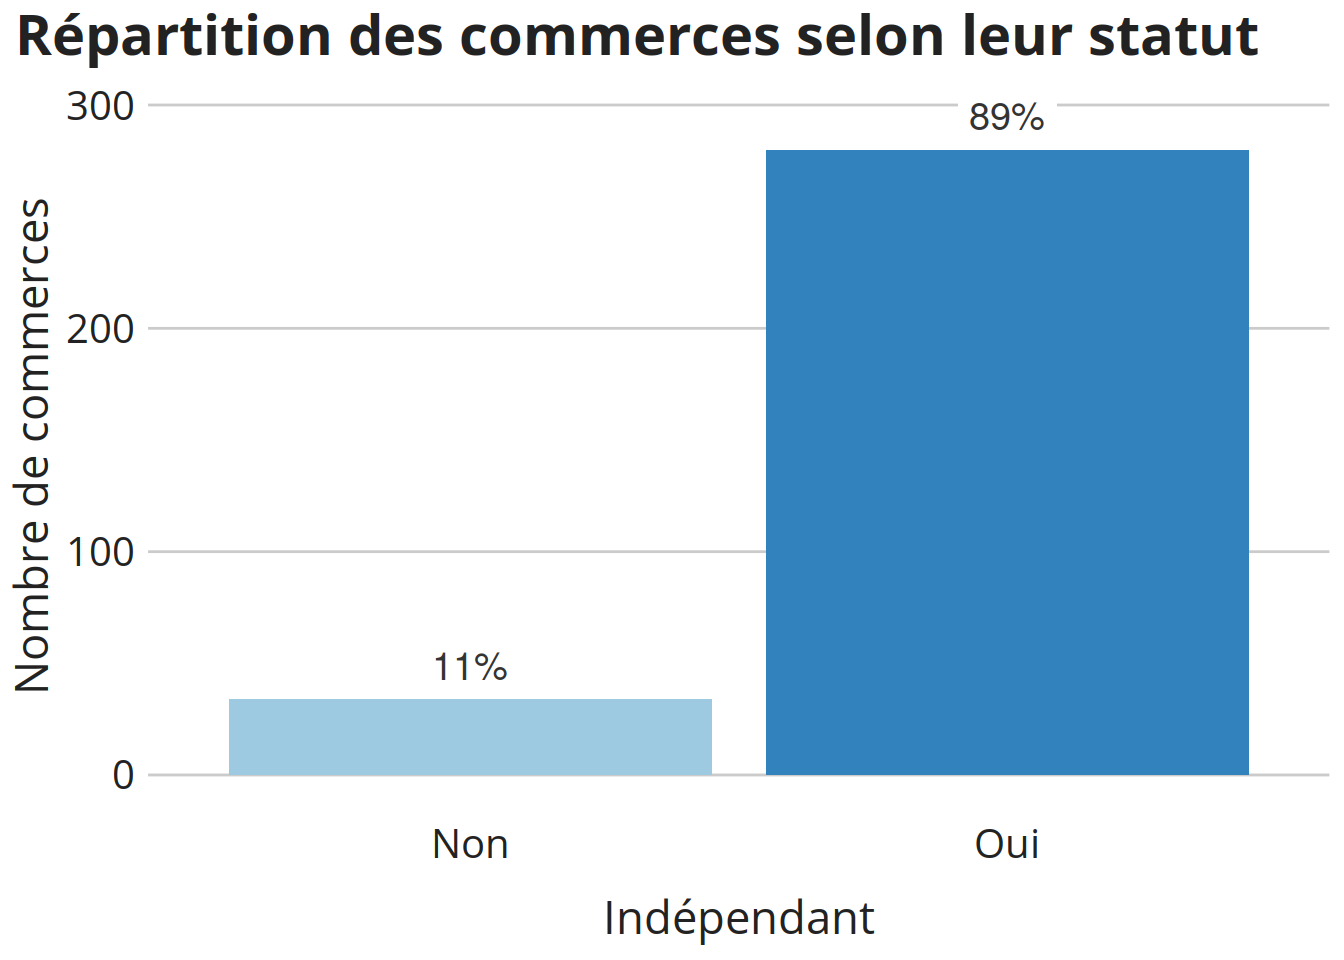 Répartition des commerces selon leur statut
Nombre de commerces
300
200
100
0
11%
89%
Non
Oui
Indépendant